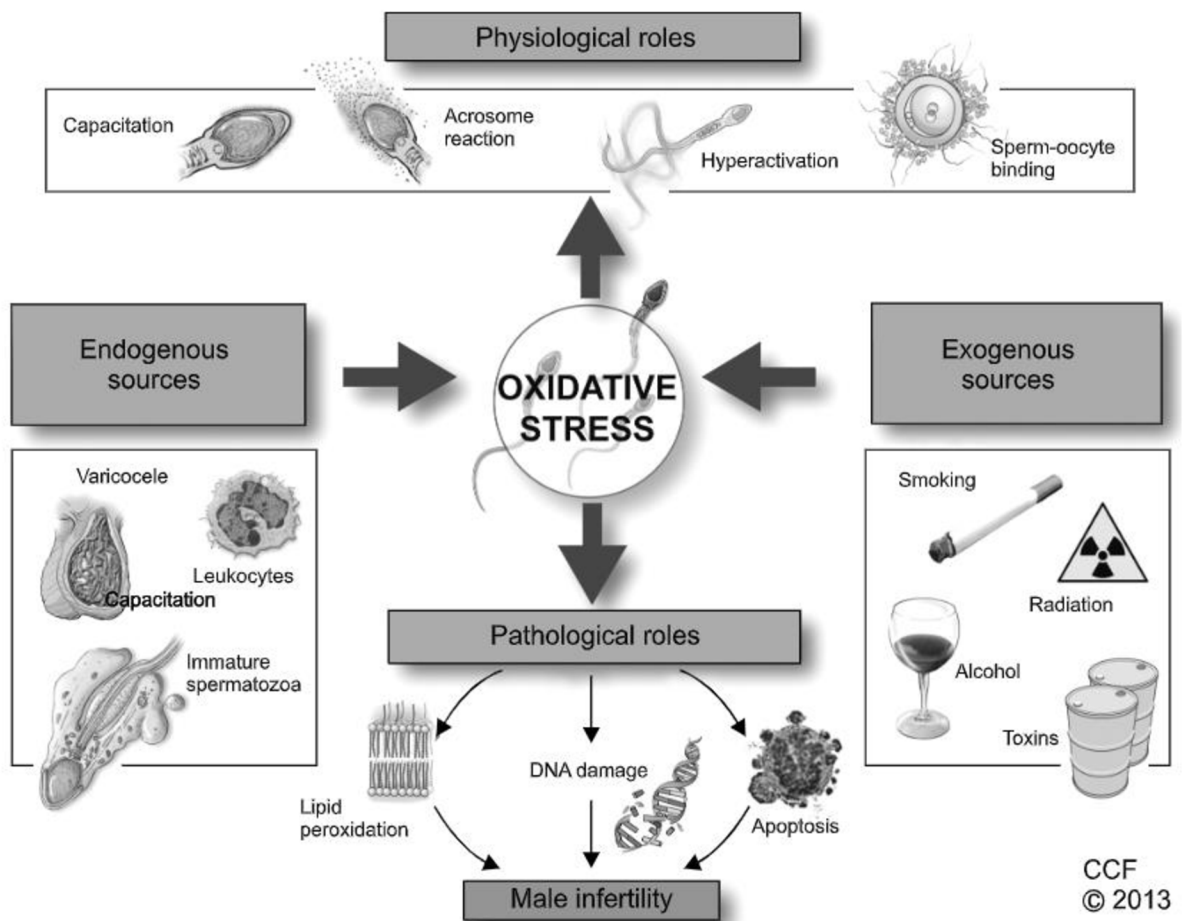 Physiological roles
Capacitation
Acrosome
reaction
Hyperactivation
Sperm-oocyte
binding
Endogenous
sources
OXIDATIVE
STRESS
Exogenous
sources
Varicocele
Leukocytes
Capacitation
Immature
spermatozoa
Smoking
Radiation
Alcohol
Toxins
Pathological roles
Lipid
peroxidation
DNA damage
Apoptosis
Male infertility
CCF
© 2013